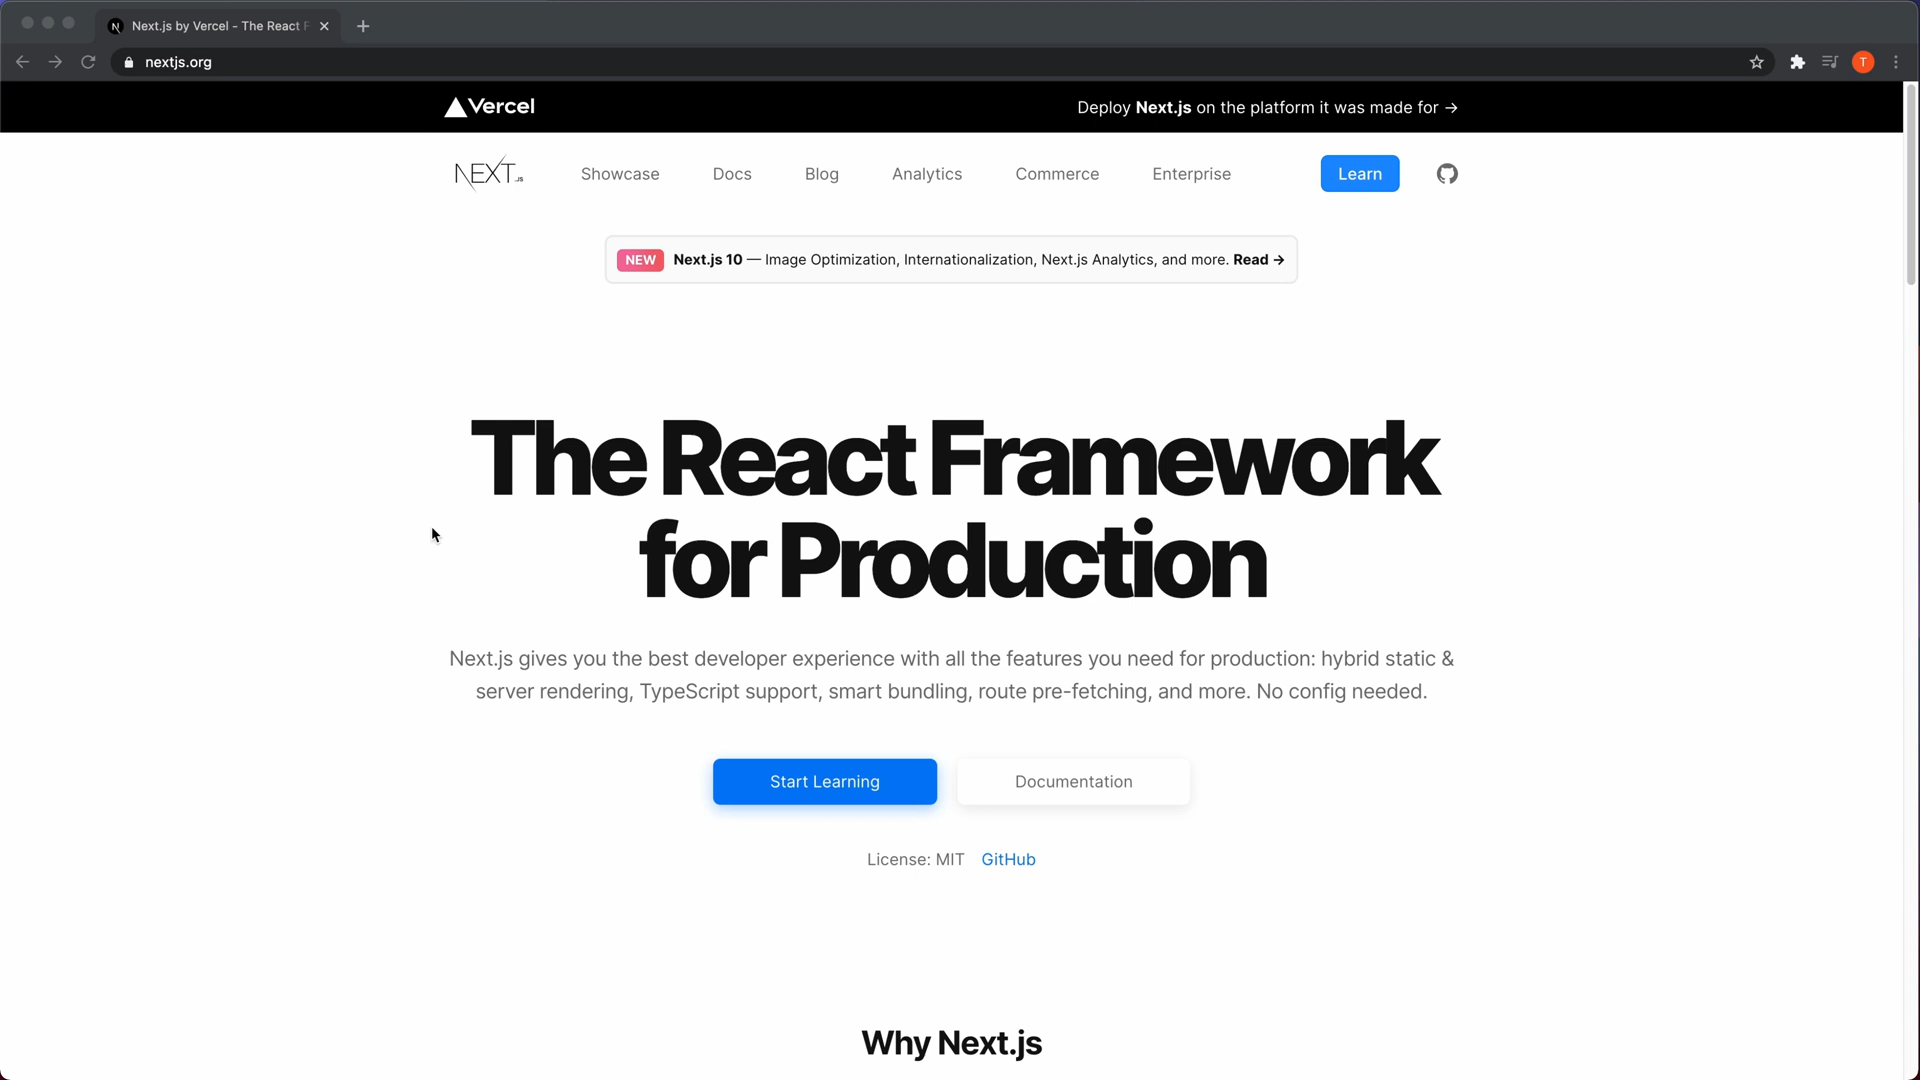 Next.js by Vercel - The React F
nextjs.org
T
Vercel
Deploy Next.js on the platform it was made for →
NEXT.JS
Showcase
Docs
Blog
Analytics
Commerce
Enterprise
Learn
NEW Next.js 10 — Image Optimization, Internationalization, Next.js Analytics, and more. Read →
The React Framework
for Production
Next.js gives you the best developer experience with all the features you need for production: hybrid static &
server rendering, TypeScript support, smart bundling, route pre-fetching, and more. No config needed.
Start Learning
Documentation
License: MIT GitHub
Why Next.js